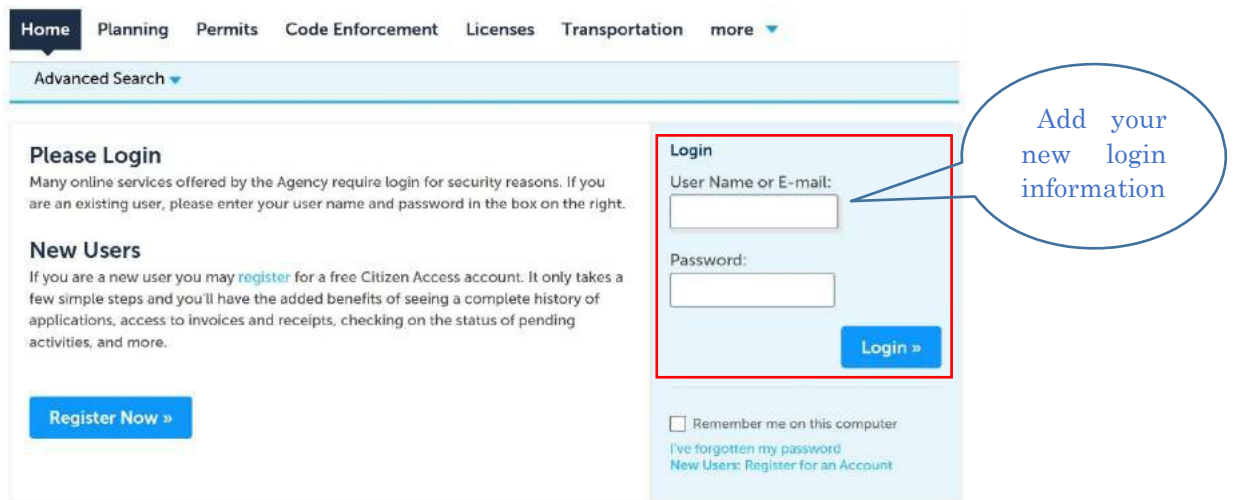 Home Planning Permits Code Enforcement Licenses Transportation more
Advanced Search
Please Login
Many online services offered by the Agency require login for security reasons. If you
are an existing user, please enter your user name and password in the box on the right.
New Users
If you are a new user you may register for a free Citizen Access account. It only takes a
few simple steps and you'll have the added benefits of seeing a complete history of
applications, access to invoices and receipts, checking on the status of pending
activities, and more.
Register Now »
Login
User Name or E-mail:
Password:
Login »
Remember me on this computer
I've forgotten my password
New Users: Register for an Account
Add your
new login
information